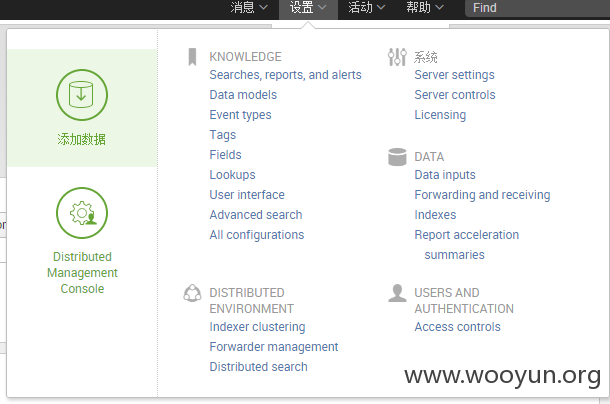 消息 设置 活动 帮助 Find
添加数据
Distributed
Management
Console
KNOWLEDGE
Searches, reports, and alerts
Data models
Event types
Tags
Fields
Lookups
User interface
Advanced search
All configurations
DISTRIBUTED
ENVIRONMENT
Indexer clustering
Forwarder management
Distributed search
系统
Server settings
Server controls
Licensing
DATA
Data inputs
Forwarding and receiving
Indexes
Report acceleration
summaries
USERS AND
AUTHENTICATION
Access controls
www.wooyun.org